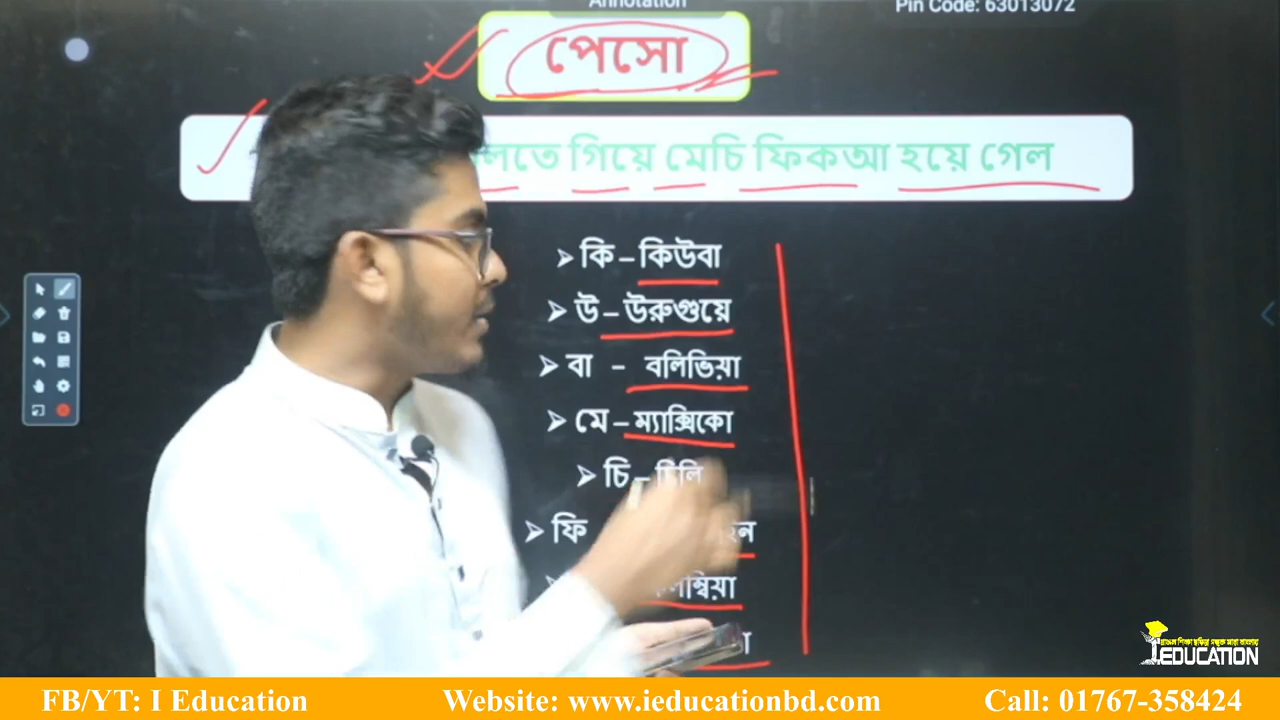 Annotation
Pin Code: 63013072
পেসো
গিয়ে মেচি ফিকআ হয়ে গেল
➢ কি – কিউবা
➢ উ – উরুগুয়ে
➢ বা - বলিভিয়া
➢ মে – ম্যাক্সিকো
➢ চি – চিলি
➢ ফি
EDUCATION
FB/YT: I Education
Website: www.ieducationbd.com
Call: 01767-358424